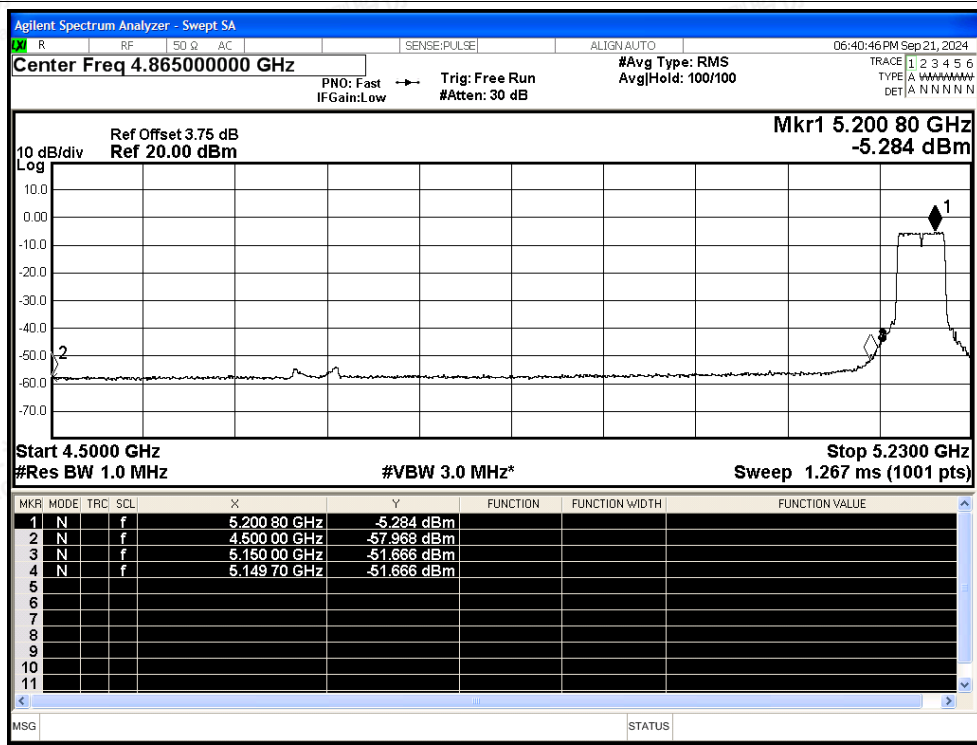 Agilent Spectrum Analyzer - Swept SA
LXI R RF 50 Ω AC SENSE:PULSE ALIGN AUTO 06:40:46 PM Sep 21, 2024
Center Freq 4.865000000 GHz
PNO: Fast
IFGain:Low
Trig: Free Run
#Atten: 30 dB
#Avg Type: RMS
Avg|Hold: 100/100
TRACE 1 2 3 4 5 6
TYPE A WWWWW
DET A N N N N N
Mkr1 5.200 80 GHz
-5.284 dBm
Ref Offset 3.75 dB
10 dB/div Ref 20.00 dBm
Log
10.0
0.00
-10.0
-20.0
-30.0
-40.0
-50.0
-60.0
-70.0
1
2
3
Start 4.5000 GHz Stop 5.2300 GHz
#Res BW 1.0 MHz #VBW 3.0 MHz* Sweep 1.267 ms (1001 pts)
MKR MODE TRC SCL X Y FUNCTION FUNCTION WIDTH FUNCTION VALUE
1 N f 5.200 80 GHz -5.284 dBm
2 N f 4.500 00 GHz -57.968 dBm
3 N f 5.150 00 GHz -51.666 dBm
4 N f 5.149 70 GHz -51.666 dBm
5
6
7
8
9
10
11
MSG STATUS